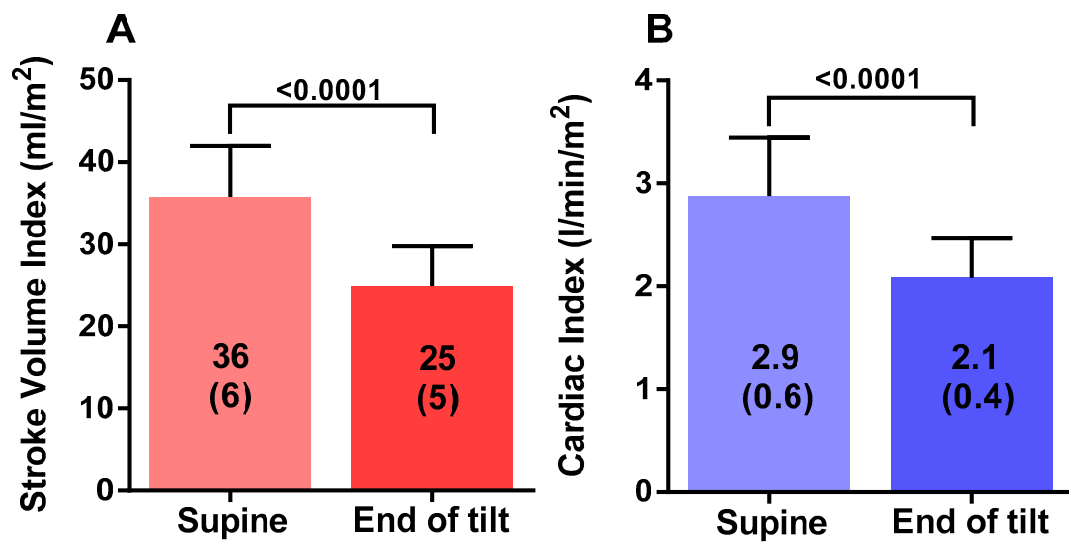 A
Stroke Volume Index (ml/m²)
50
40
30
20
10
0
<0.0001
36
(6)
25
(5)
Supine
End of tilt
B
Cardiac Index (l/min/m²)
4
3
2
1
0
<0.0001
2.9
(0.6)
2.1
(0.4)
Supine
End of tilt